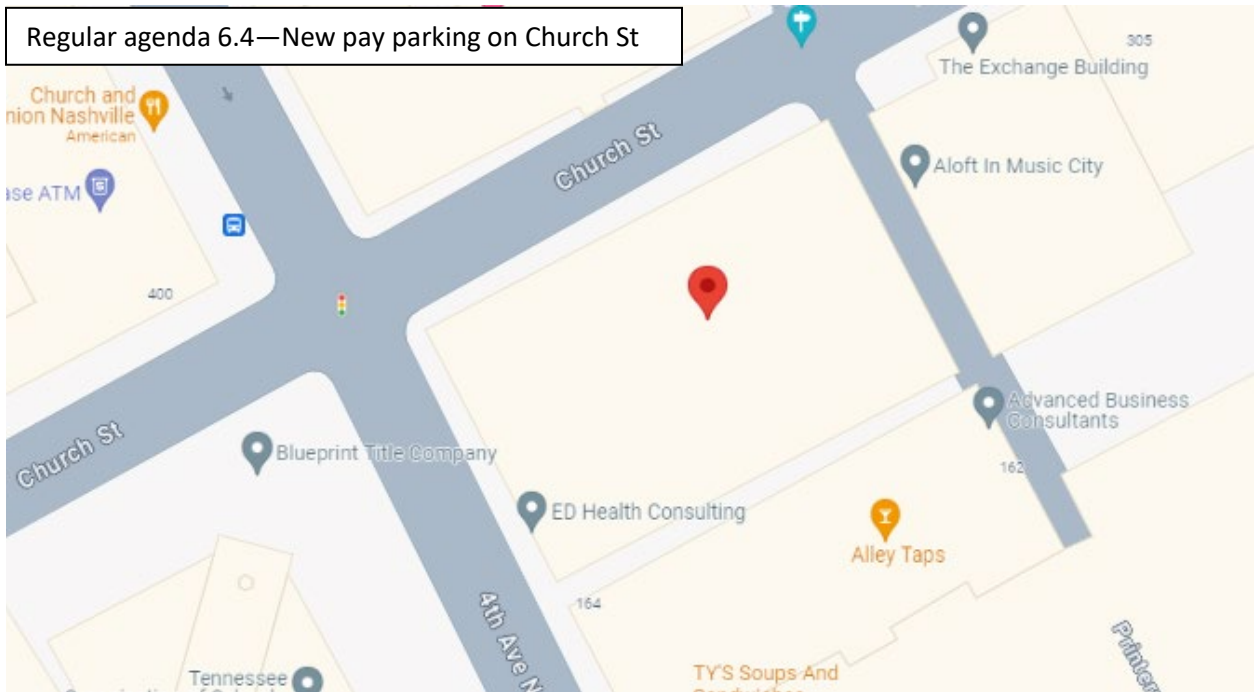 Regular agenda 6.4—New pay parking on Church St
305
The Exchange Building
Church and
nion Nashville
American
Church St
Aloft In Music City
ase ATM
400
Advanced Business
Consultants
Church St
Blueprint Title Company
162
ED Health Consulting
Alley Taps
164
4th Ave N
Printer
Tennessee
TY'S Soups And